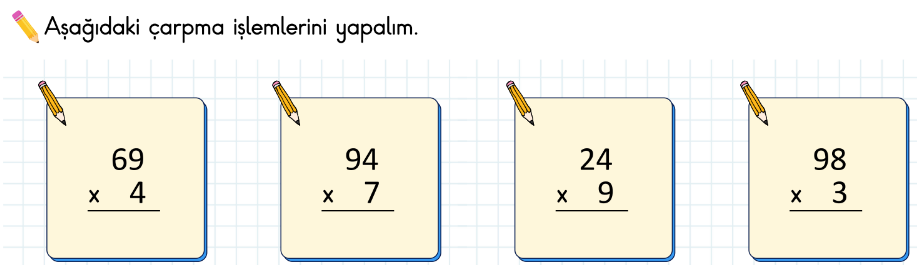 Aşağıdaki çarpma işlemlerini yapalım.
69
x 4
94
x 7
24
x 9
98
x 3